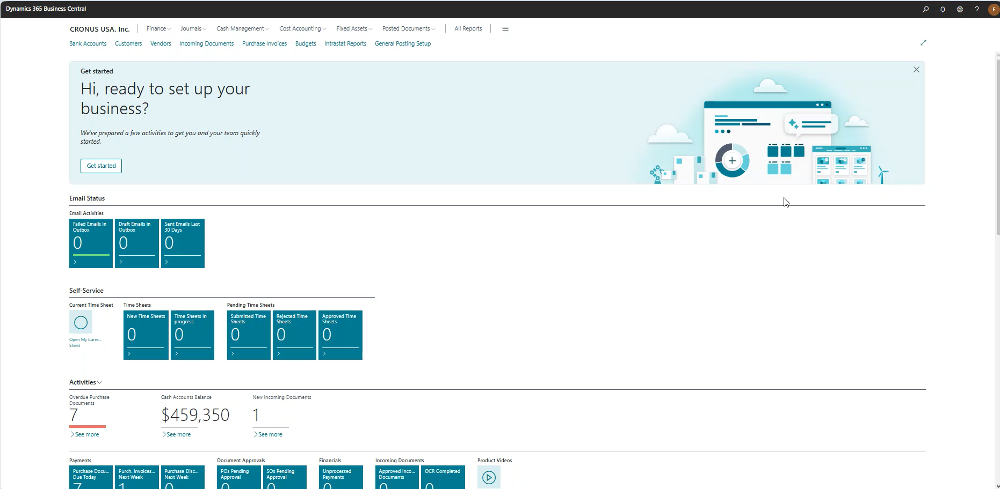 Dynamics 365 Business Central
E
CRONUS USA, Inc. Finance Journals Cash Management Cost Accounting Fixed Assets Posted Documents All Reports
Bank Accounts Customers Vendors Incoming Documents Purchase Invoices Budgets Intrastat Reports General Posting Setup
Get started
Hi, ready to set up your
business?
We've prepared a few activities to get you and your team quickly
started.
Get started
Email Status
Email Activities
Failed Emails in
Outbox
0
Draft Emails in
Outbox
0
Sent Emails Last
30 Days
0
Self-Service
Current Time Sheet
Open My Curre...
Sheet
Time Sheets
New Time Sheets
0
Time Sheets In
progress
0
Pending Time Sheets
Submitted Time
Sheets
0
Rejected Time
Sheets
0
Approved Time
Sheets
0
Activities
Overdue Purchase
Documents
7
See more
Cash Accounts Balance
$459,350
See more
New Incoming Documents
1
See more
Payments
Purchase Docu...
Due Today
7
Purch. Invoices...
Next Week
1
Purchase Disc...
Next Week
0
Document Approvals
POs Pending
Approval
0
SOs Pending
Approval
0
Financials
Unprocessed
Payments
0
Incoming Documents
Approved Inco...
Documents
0
OCR Completed
0
Product Videos